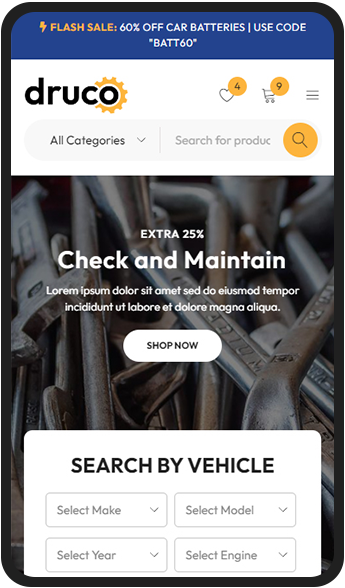 FLASH SALE: 60% OFF CAR BATTERIES | USE CODE
"BATT60"
druco
4
9
All Categories
Search for produc
EXTRA 25%
Check and Maintain
Lorem ipsum dolor sit amet sed do eiusmod tempor
incididunt ut labore et dolore magna aliqua.
SHOP NOW
SEARCH BY VEHICLE
Select Make
Select Model
Select Year
Select Engine